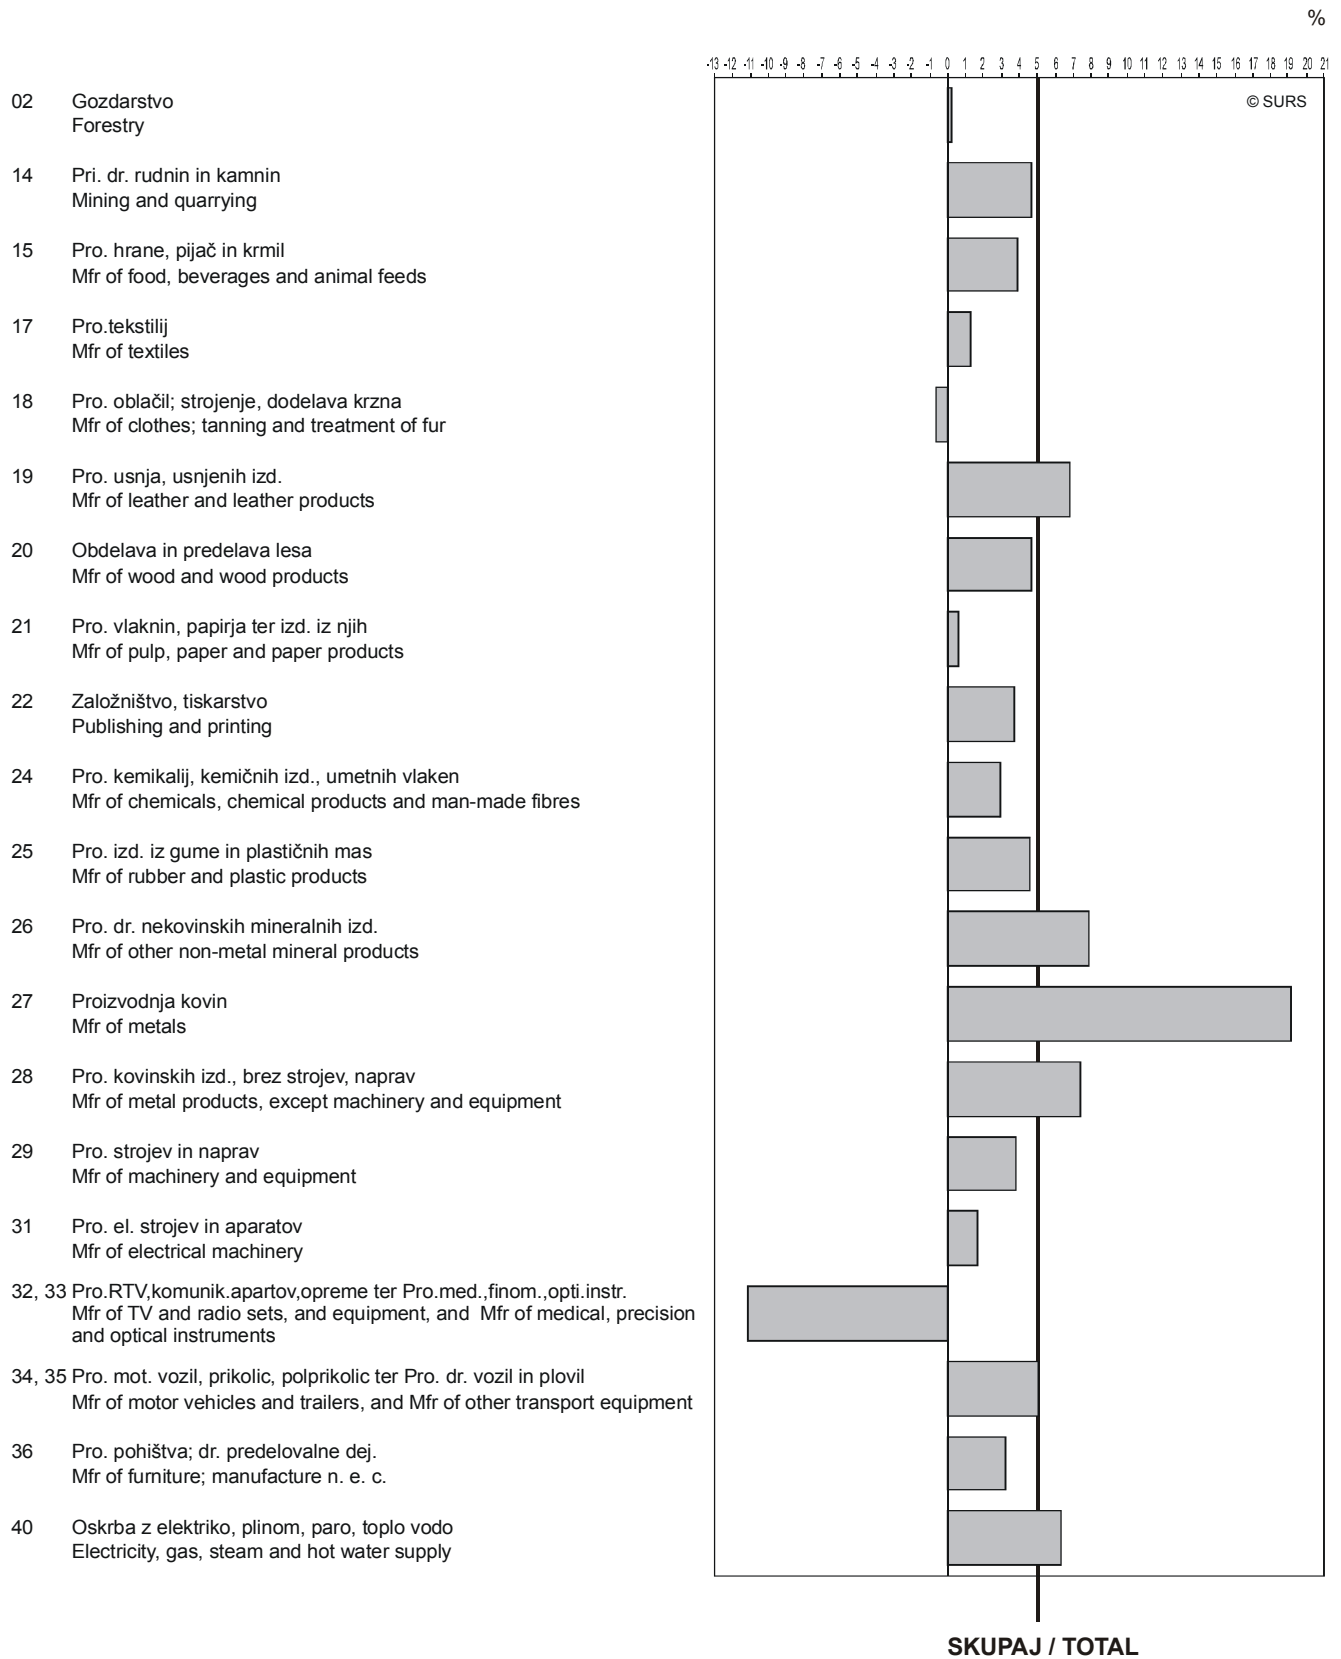 %
-13 -12 -11 -10 -9 -8 -7 -6 -5 -4 -3 -2 -1 0 1 2 3 4 5 6 7 8 9 10 11 12 13 14 15 16 17 18 19 20 21
© SURS
02 Gozdarstvo
Forestry
14 Pri. dr. rudnin in kamnin
Mining and quarrying
15 Pro. hrane, pijač in krmil
Mfr of food, beverages and animal feeds
17 Pro.tekstilij
Mfr of textiles
18 Pro. oblačil; strojenje, dodelava krzna
Mfr of clothes; tanning and treatment of fur
19 Pro. usnja, usnjenih izd.
Mfr of leather and leather products
20 Obdelava in predelava lesa
Mfr of wood and wood products
21 Pro. vlaknin, papirja ter izd. iz njih
Mfr of pulp, paper and paper products
22 Založništvo, tiskarstvo
Publishing and printing
24 Pro. kemikalij, kemičnih izd., umetnih vlaken
Mfr of chemicals, chemical products and man-made fibres
25 Pro. izd. iz gume in plastičnih mas
Mfr of rubber and plastic products
26 Pro. dr. nekovinskih mineralnih izd.
Mfr of other non-metal mineral products
27 Proizvodnja kovin
Mfr of metals
28 Pro. kovinskih izd., brez strojev, naprav
Mfr of metal products, except machinery and equipment
29 Pro. strojev in naprav
Mfr of machinery and equipment
31 Pro. el. strojev in aparatov
Mfr of electrical machinery
32, 33 Pro.RTV,komunik.apartov,opreme ter Pro.med.,finom.,opti.instr.
Mfr of TV and radio sets, and equipment, and Mfr of medical, precision
and optical instruments
34, 35 Pro. mot. vozil, prikolic, polprikolic ter Pro. dr. vozil in plovil
Mfr of motor vehicles and trailers, and Mfr of other transport equipment
36 Pro. pohištva; dr. predelovalne dej.
Mfr of furniture; manufacture n. e. c.
40 Oskrba z elektriko, plinom, paro, toplo vodo
Electricity, gas, steam and hot water supply
SKUPAJ / TOTAL